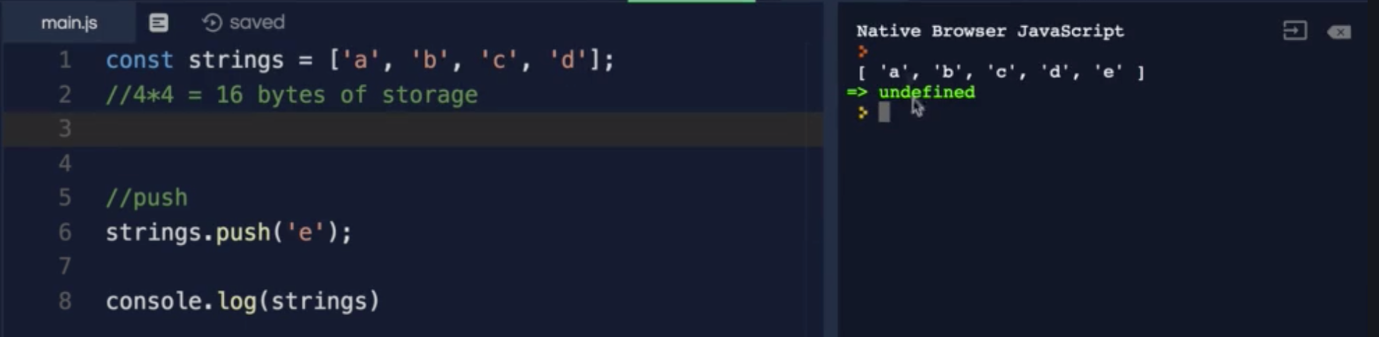 main.js saved
1 const strings = ['a', 'b', 'c', 'd'];
2 //4*4 = 16 bytes of storage
3
4
5 //push
6 strings.push('e');
7
8 console.log(strings)
Native Browser JavaScript
[ 'a', 'b', 'c', 'd', 'e' ]
=> undefined